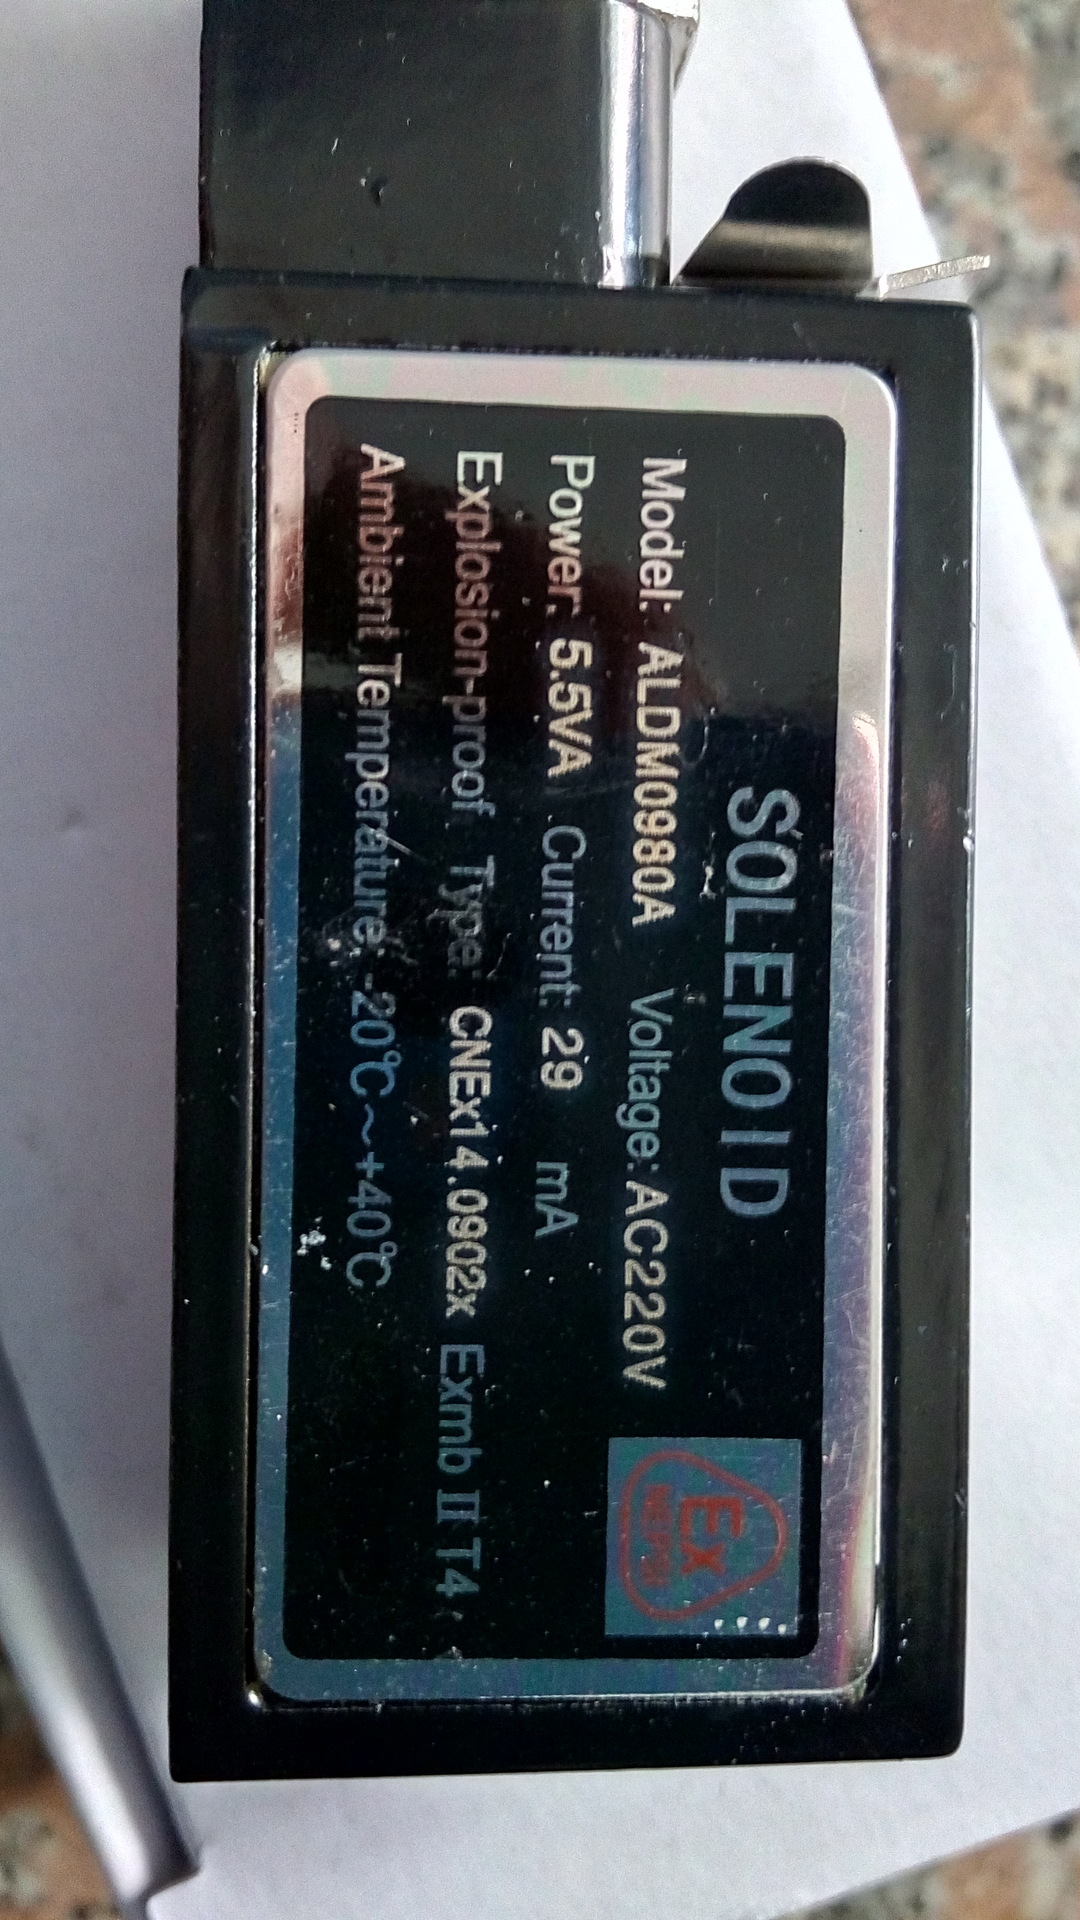 SOLENOID
Model: ALDM0980A Voltage: AC220V
Power: 5.5VA Current: 29 mA
Explosion-proof Type: CNEx14.0902x Exmb II T4
Ambient Temperature: -20℃~+40℃
Ex
NEPSI